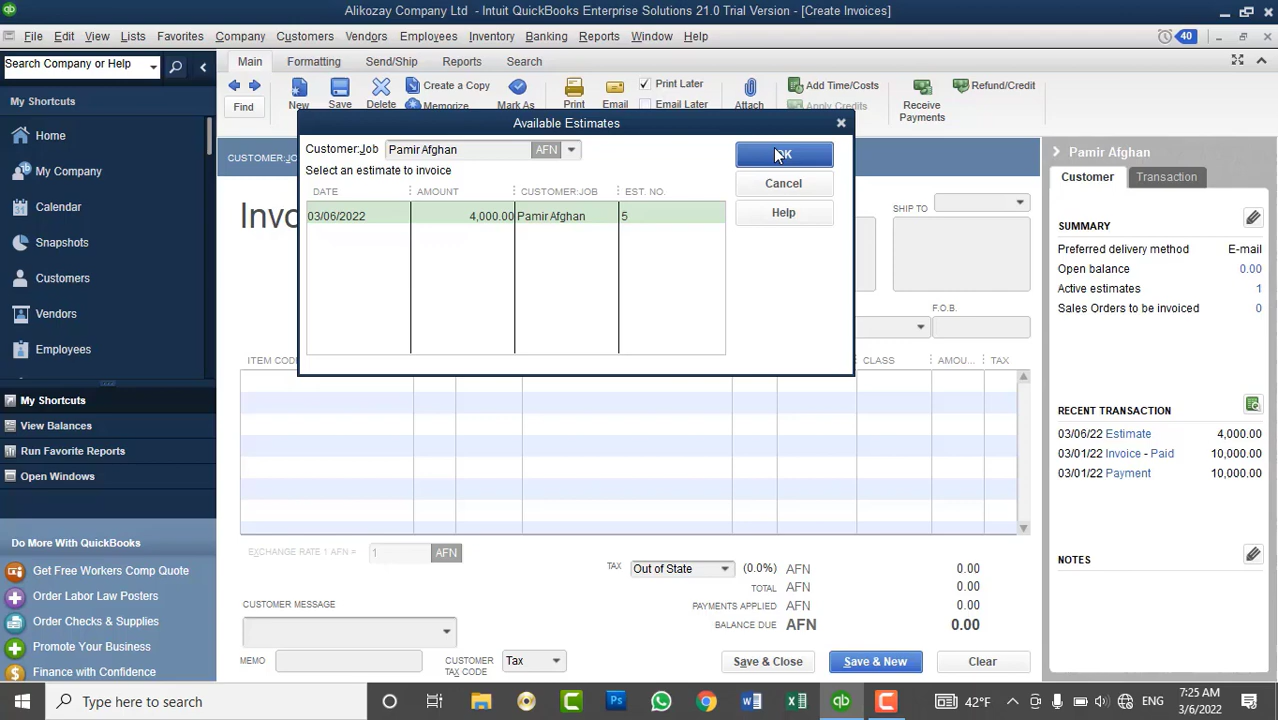 Alikozay Company Ltd - Intuit QuickBooks Enterprise Solutions 21.0 Trial Version - [Create Invoices]
File Edit View Lists Favorites Company Customers Vendors Employees Inventory Banking Reports Window Help
40
Search Company or Help
Main Formatting Send/Ship Reports Search
Find
New
Save
Delete
Create a Copy
Memorize
Mark As
Print
Email
Print Later
Email Later
Attach
Add Time/Costs
Apply Credits
Receive
Payments
Refund/Credit
My Shortcuts
Home
My Company
Calendar
Snapshots
Customers
Vendors
Employees
My Shortcuts
View Balances
Run Favorite Reports
Open Windows
Do More With QuickBooks
Get Free Workers Comp Quote
Order Labor Law Posters
Order Checks & Supplies
Promote Your Business
Finance with Confidence
Available Estimates
Customer:Job Pamir Afghan AFN
Select an estimate to invoice
DATE AMOUNT CUSTOMER:JOB EST. NO.
03/06/2022 4,000.00 Pamir Afghan 5
OK
Cancel
Help
CUSTOMER:JO
Invo
SHIP TO
F.O.B.
ITEM COD
CLASS AMOU... TAX
EXCHANGE RATE 1 AFN = 1 AFN
TAX Out of State (0.0%) AFN 0.00
TOTAL AFN 0.00
PAYMENTS APPLIED AFN 0.00
BALANCE DUE AFN 0.00
CUSTOMER MESSAGE
MEMO
CUSTOMER
TAX CODE
Tax
Save & Close Save & New Clear
Pamir Afghan
Customer Transaction
SUMMARY
Preferred delivery method E-mail
Open balance 0.00
Active estimates 1
Sales Orders to be invoiced 0
RECENT TRANSACTION
03/06/22 Estimate 4,000.00
03/01/22 Invoice - Paid 10,000.00
03/01/22 Payment 10,000.00
NOTES
Type here to search
42°F
ENG
7:25 AM
3/6/2022